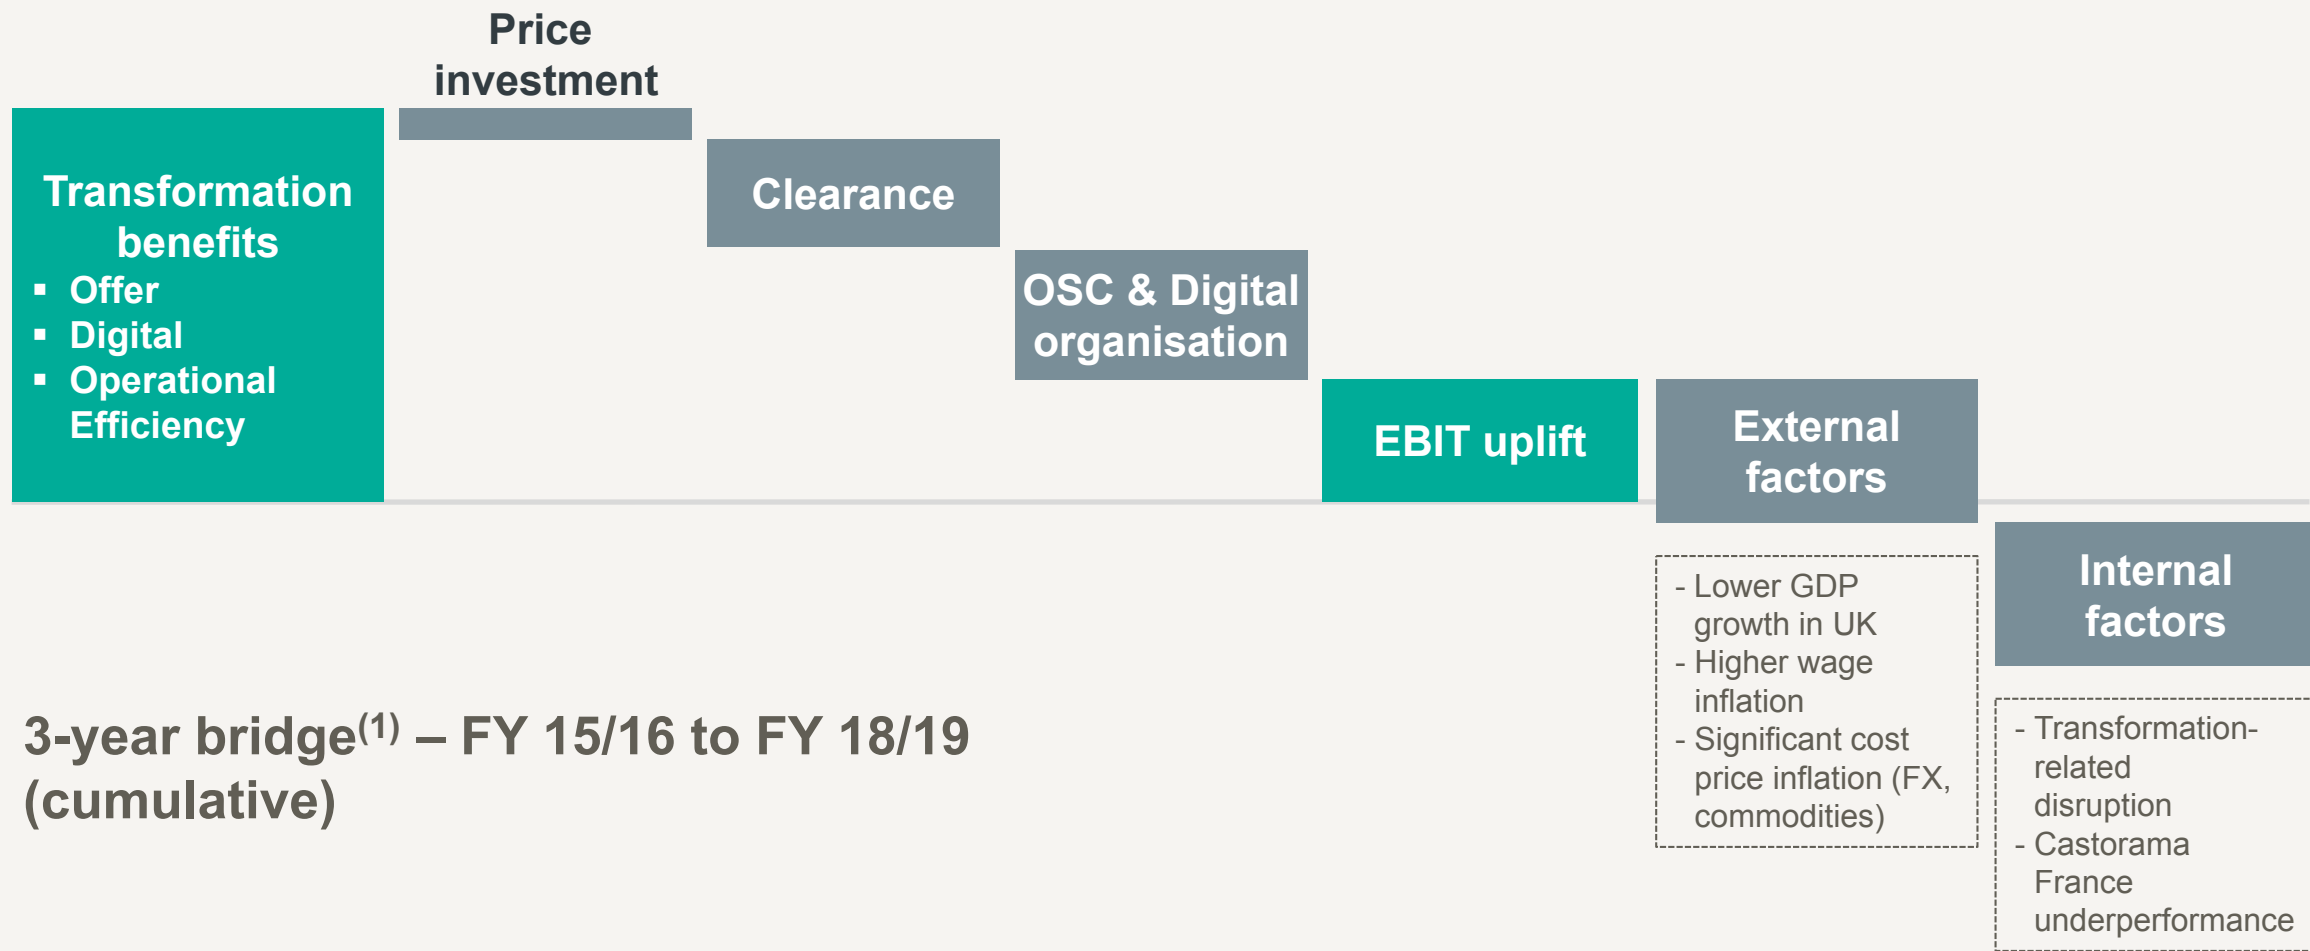 Price
investment
Transformation
benefits
▪ Offer
▪ Digital
▪ Operational
Efficiency
Clearance
OSC & Digital
organisation
EBIT uplift
External
factors
- Lower GDP
growth in UK
- Higher wage
inflation
- Significant cost
price inflation (FX,
commodities)
Internal
factors
- Transformation-
related
disruption
- Castorama
France
underperformance
3-year bridge(1) – FY 15/16 to FY 18/19
(cumulative)